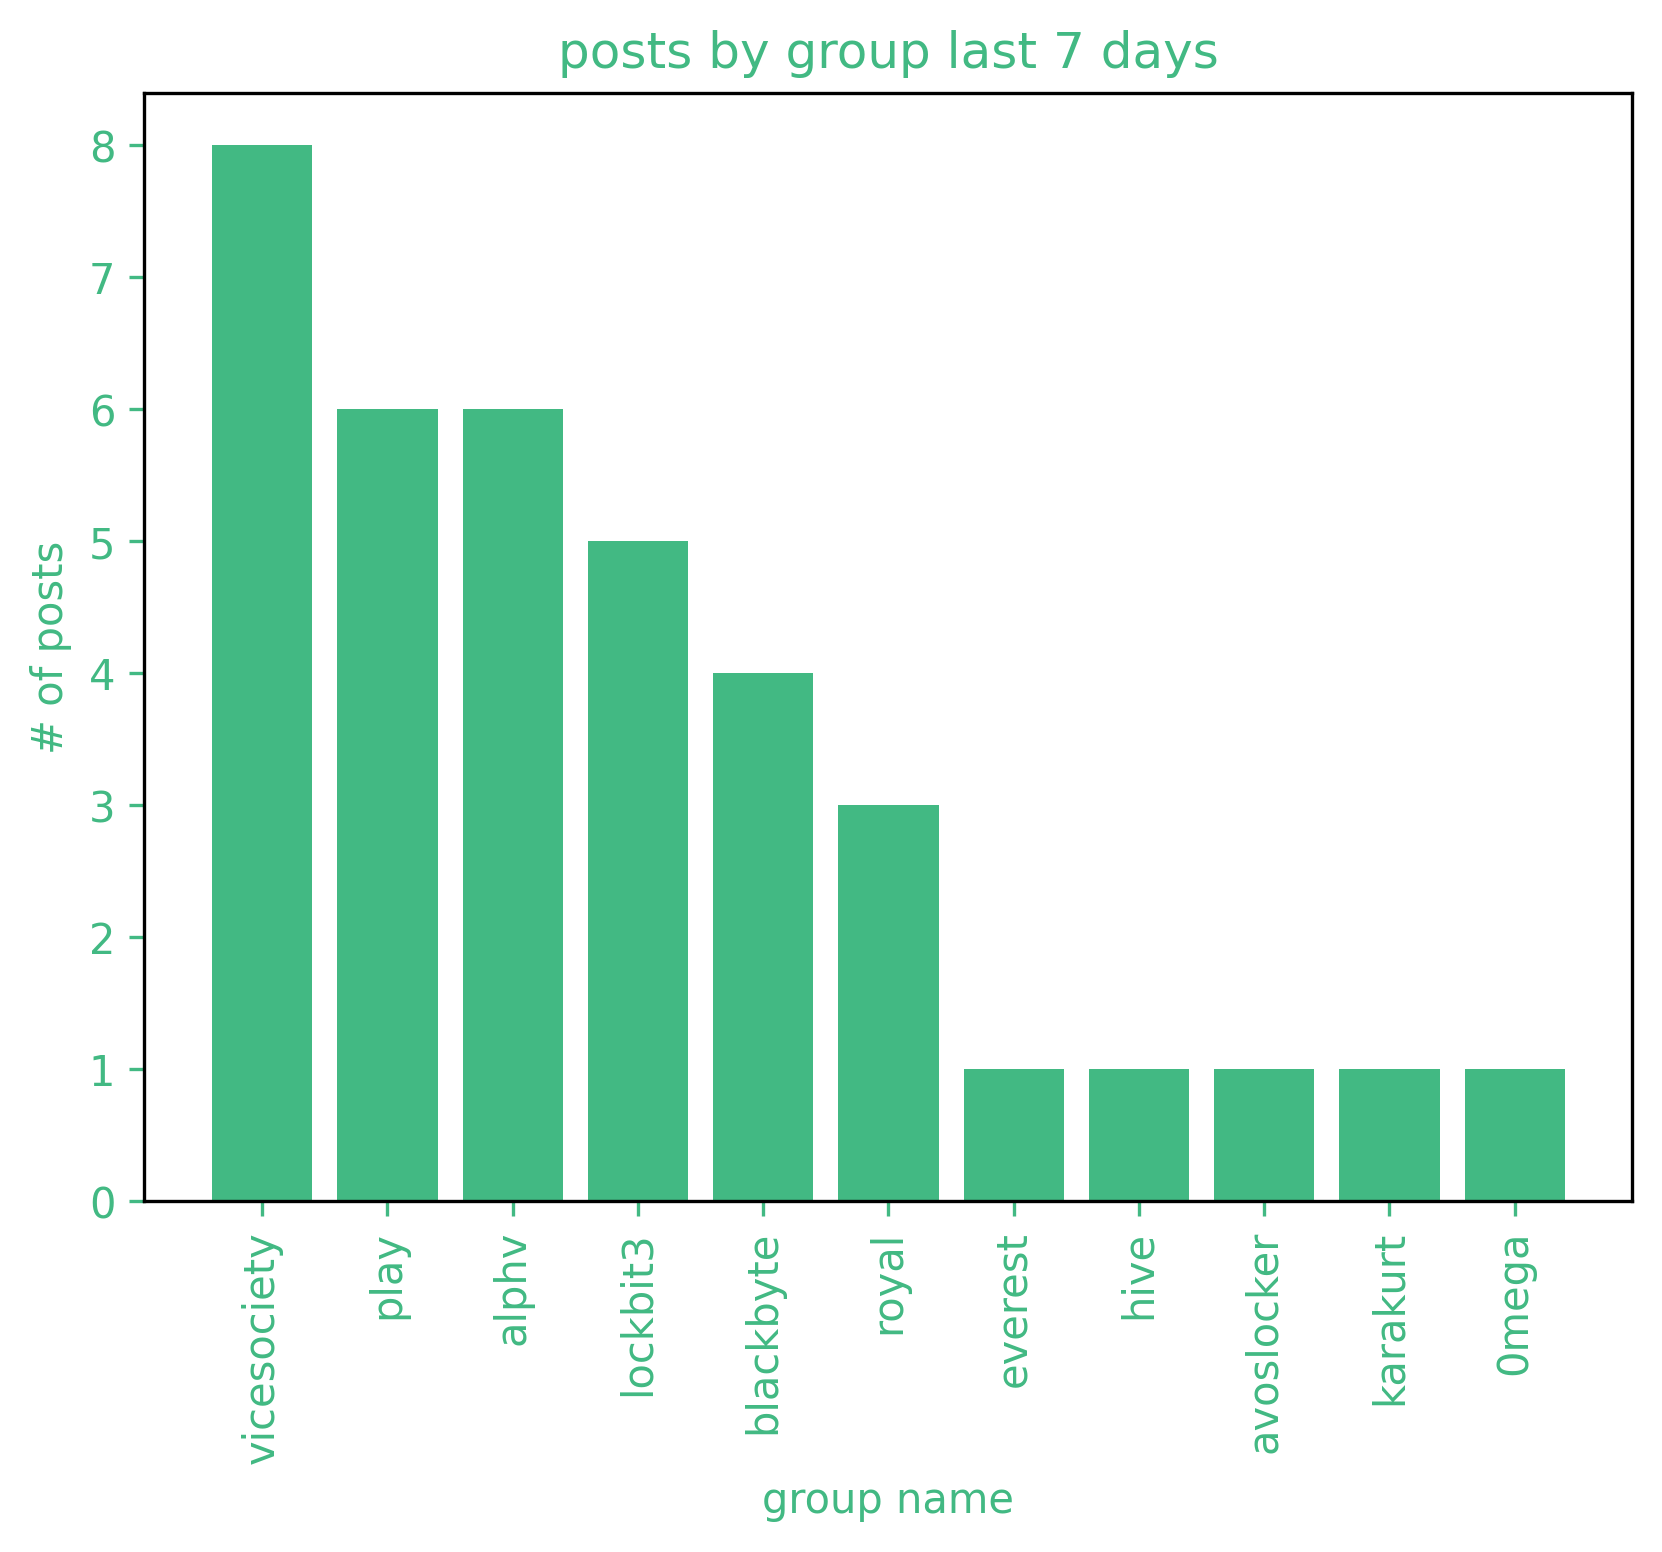 posts by group last 7 days
# of posts
8
7
6
5
4
3
2
1
0
vicesociety
play
alphv
lockbit3
blackbyte
royal
everest
hive
avoslocker
karakurt
0mega
group name